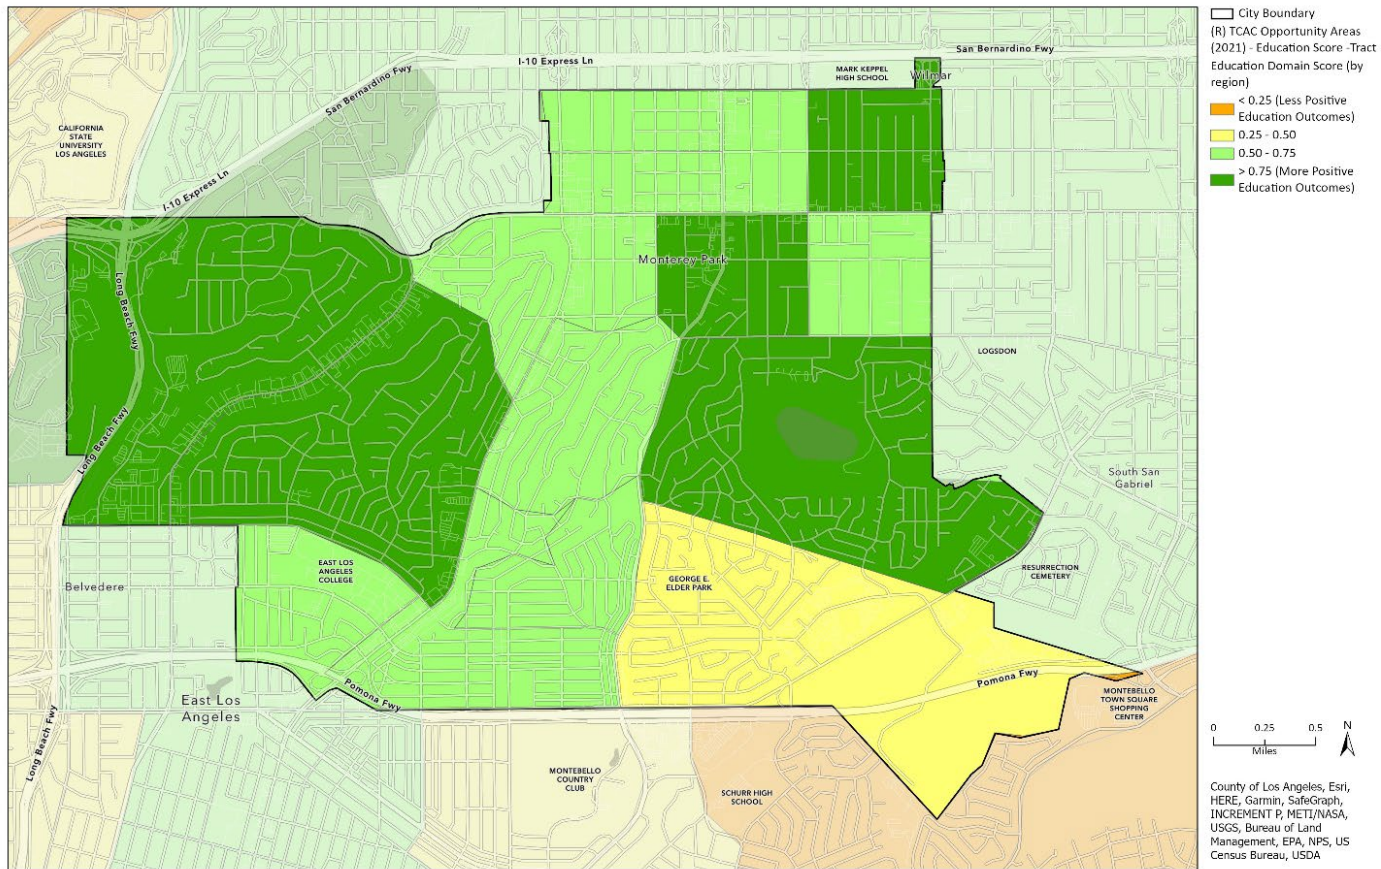 City Boundary
(R) TCAC Opportunity Areas
(2021) - Education Score -Tract
Education Domain Score (by
region)
< 0.25 (Less Positive
Education Outcomes)
0.25 - 0.50
0.50 - 0.75
> 0.75 (More Positive
Education Outcomes)
San Bernardino Fwy
I-10 Express Ln
MARK KEPPEL
HIGH SCHOOL
Wilmar
San Bernardino Fwy
CALIFORNIA
STATE
UNIVERSITY
LOS ANGELES
I-10 Express Ln
Monterey Park
Long Beach Fwy
LOGSDON
Long Beach Fwy
South San
Gabriel
EAST LOS
ANGELES
COLLEGE
GEORGE E.
ELDER PARK
RESURRECTION
CEMETERY
Belvedere
Pomona Fwy
Pomona Fwy
East Los
Angeles
MONTEBELLO
TOWN SQUARE
SHOPPING
CENTER
Long Beach Fwy
MONTEBELLO
COUNTRY
CLUB
SCHURR HIGH
SCHOOL
0 0.25 0.5
Miles
N
County of Los Angeles, Esri,
HERE, Garmin, SafeGraph,
INCREMENT P, METI/NASA,
USGS, Bureau of Land
Management, EPA, NPS, US
Census Bureau, USDA